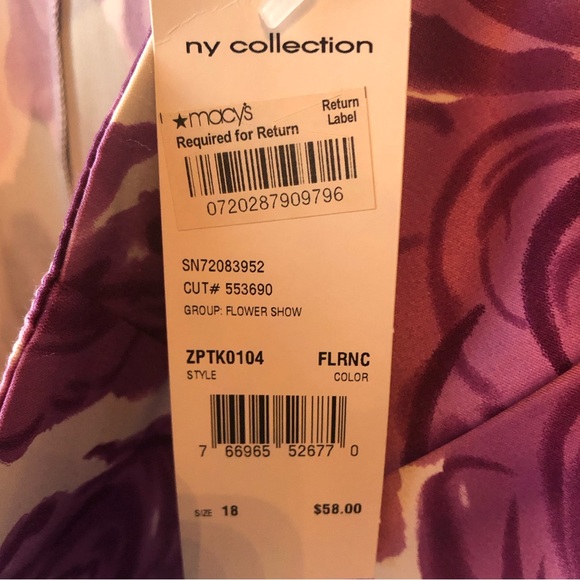 ny collection
★macy's Return Label
Required for Return
0720287909796
SN72083952
CUT# 553690
GROUP: FLOWER SHOW
ZPTK0104 FLRNC
STYLE COLOR
7 66965 52677 0
SIZE 18 $58.00